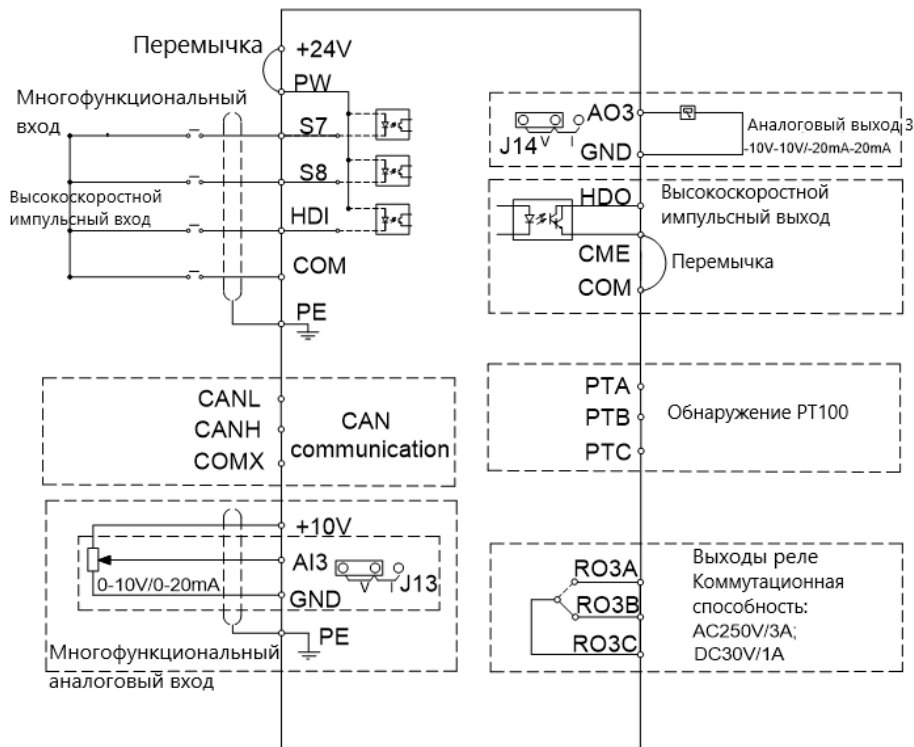 Перемычка
+24V
PW
Многофункциональный
вход
S7
S8
Высокоскоростной
импульсный вход
HDI
COM
PE
CANL
CANH
COMX
CAN
communication
+10V
AI3
V I J13
0-10V/0-20mA
GND
PE
Многофункциональный
аналоговый вход
AO3
J14 V I
GND
Аналоговый выход 3
-10V-10V/-20mA-20mA
HDO
Высокоскоростной
импульсный выход
CME
Перемычка
COM
PTA
PTB
PTC
Обнаружение PT100
RO3A
RO3B
RO3C
Выходы реле
Коммутационная
способность:
AC250V/3A;
DC30V/1A